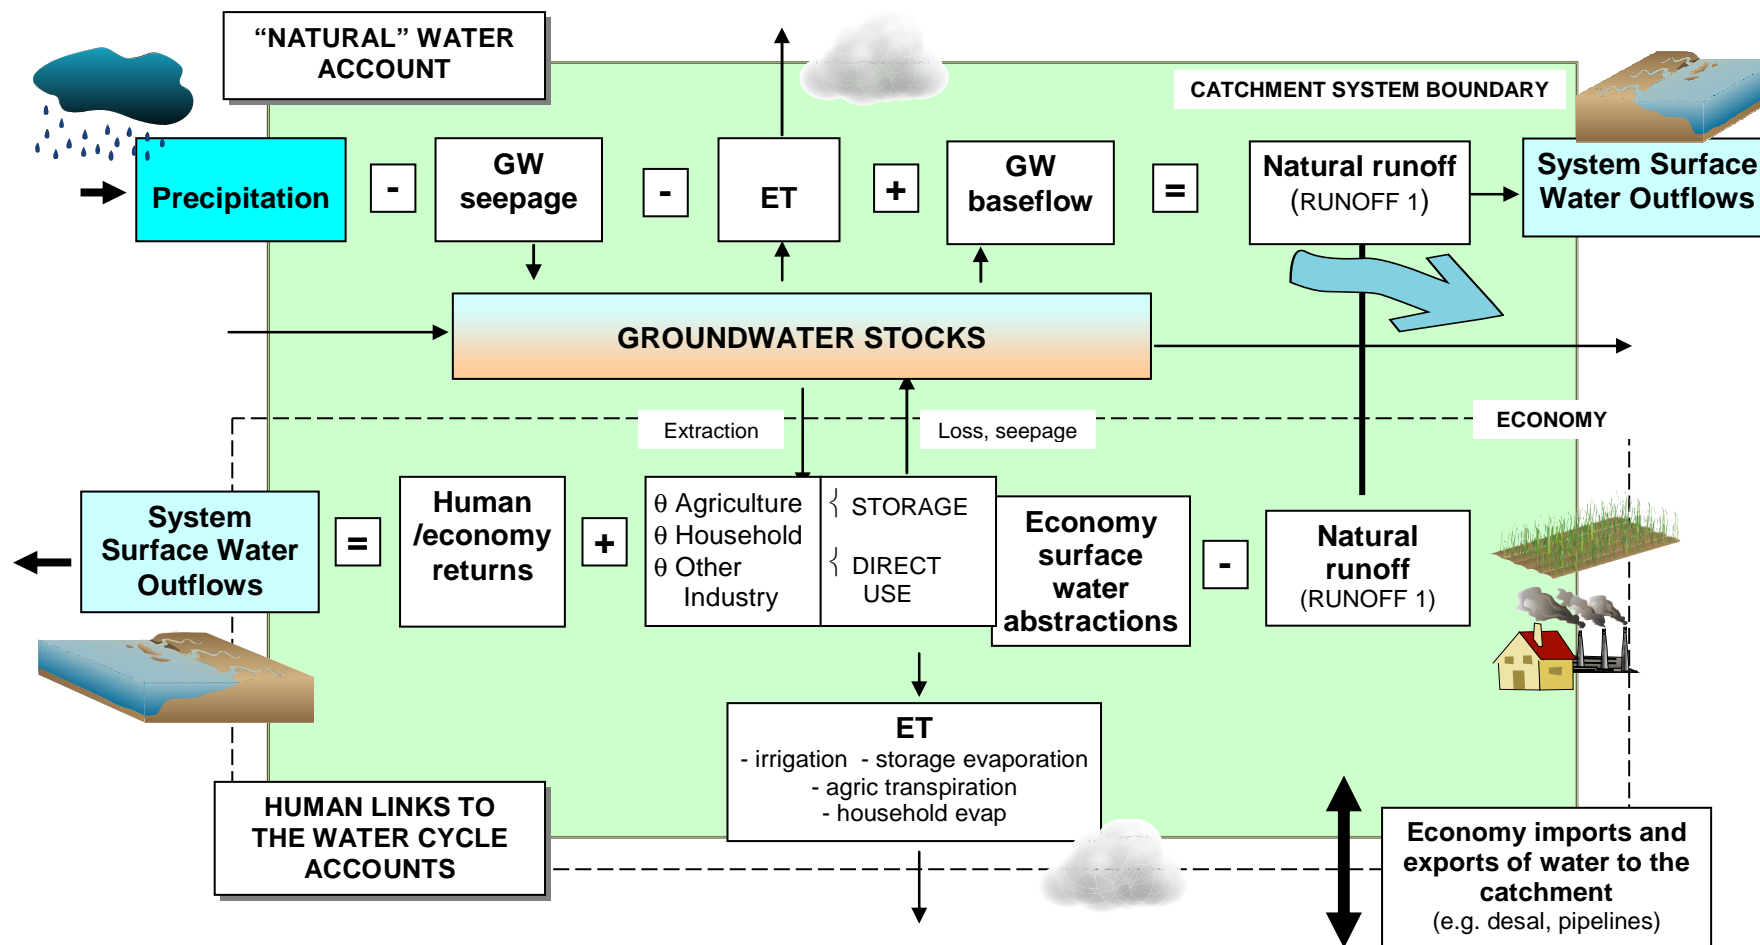 “NATURAL” WATER
ACCOUNT
CATCHMENT SYSTEM BOUNDARY
Precipitation
-
GW
seepage
-
ET
+
GW
baseflow
=
Natural runoff
(RUNOFF 1)
System Surface
Water Outflows
GROUNDWATER STOCKS
Extraction
Loss, seepage
ECONOMY
System
Surface Water
Outflows
=
Human
/economy
returns
+
θ Agriculture
θ Household
θ Other
Industry
{ STORAGE
{ DIRECT
USE
Economy
surface
water
abstractions
-
Natural
runoff
(RUNOFF 1)
ET
- irrigation - storage evaporation
- agric transpiration
- household evap
HUMAN LINKS TO
THE WATER CYCLE
ACCOUNTS
Economy imports and
exports of water to the
catchment
(e.g. desal, pipelines)